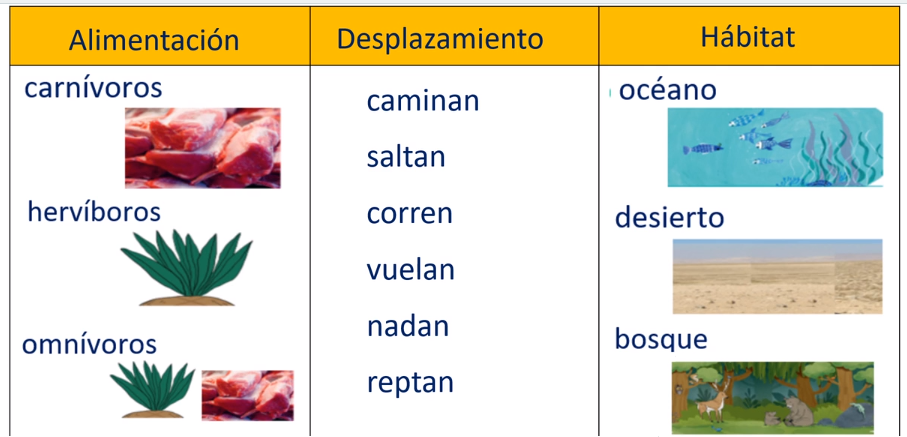 Alimentación
Desplazamiento
Hábitat
carnívoros
hervíboros
omnívoros
caminan
saltan
corren
vuelan
nadan
reptan
océano
desierto
bosque